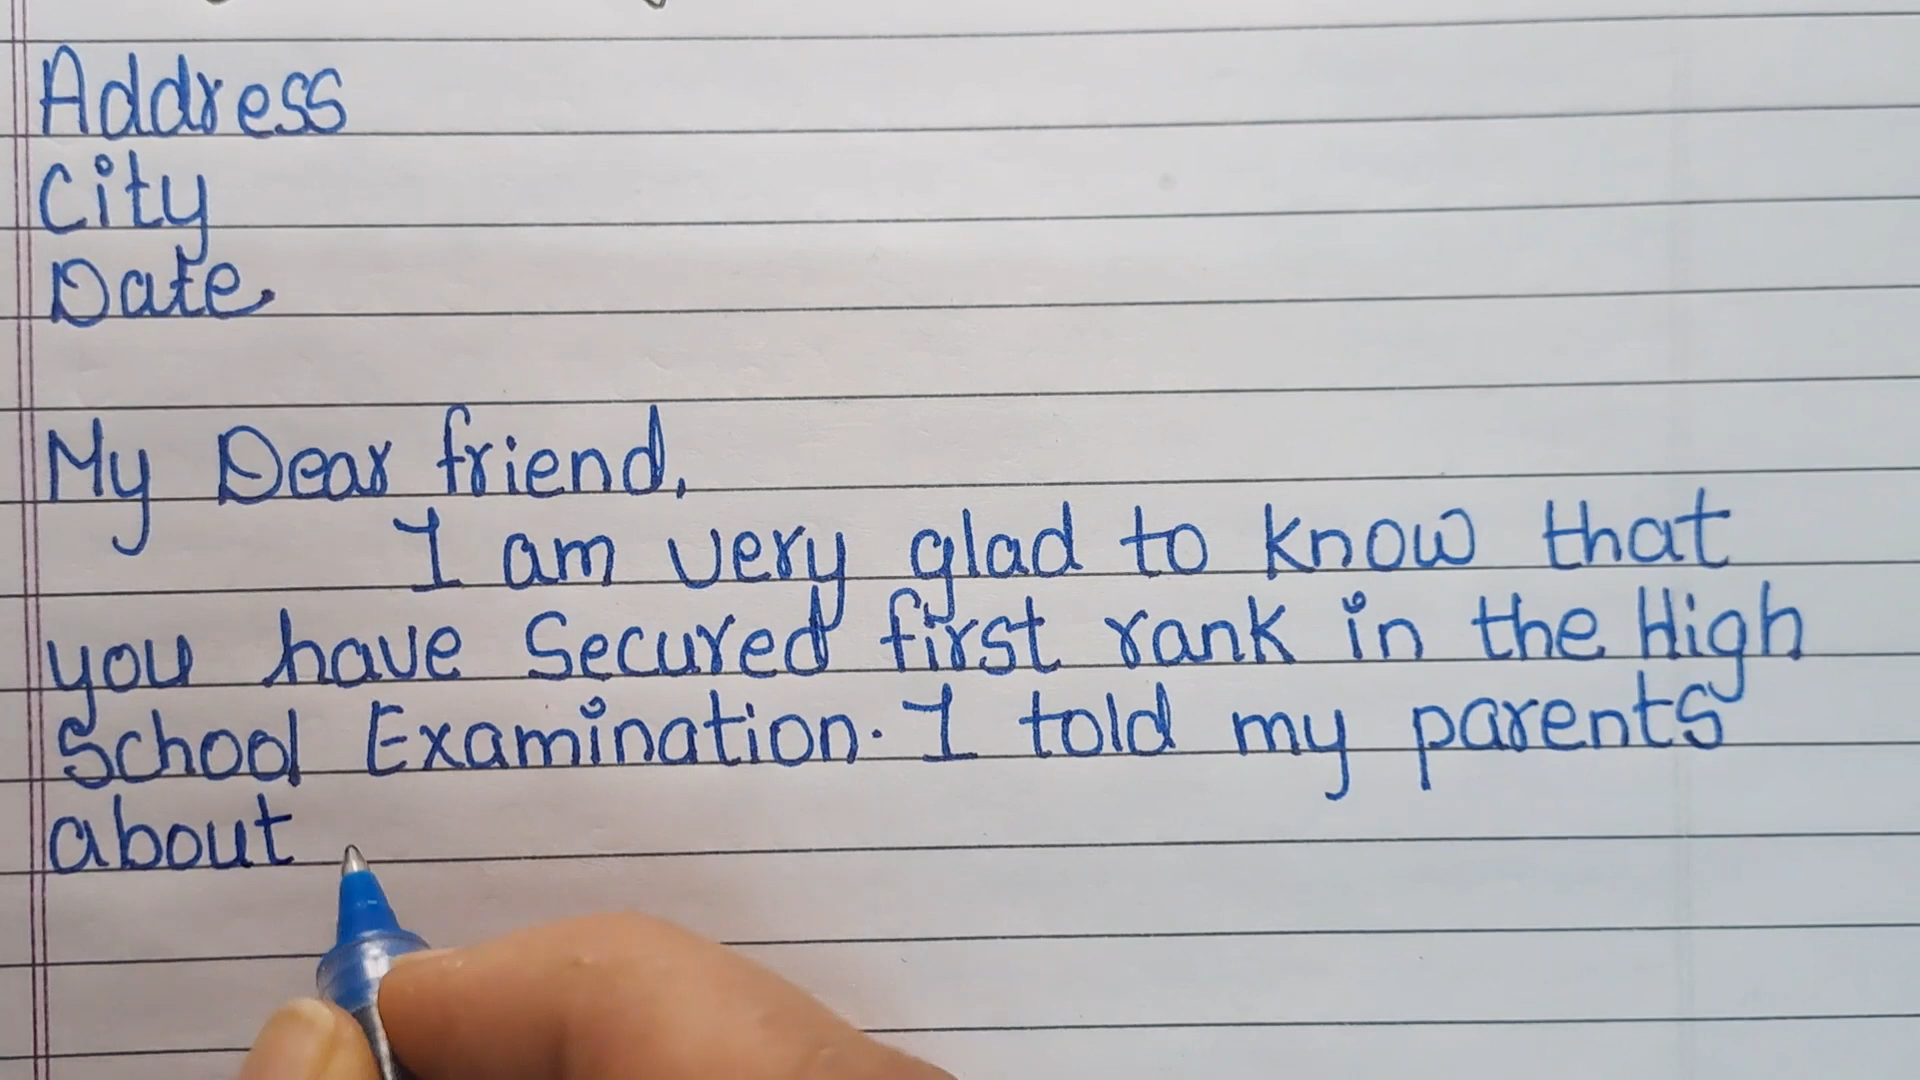 Address
City
Date.
My Dear friend,
I am very glad to know that
you have Secured first rank in the High
School Examination. I told my parents
about